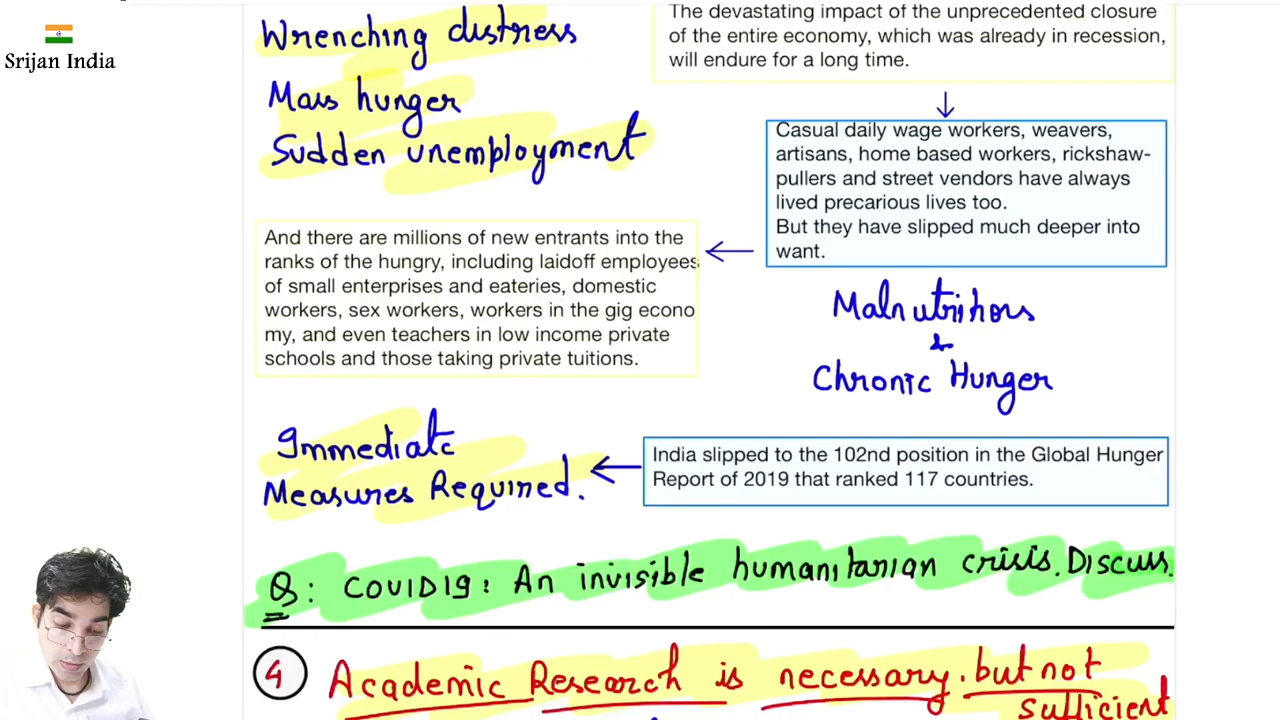 Srijan India
Wrenching distress
Mass hunger
Sudden unemployment
The devastating impact of the unprecedented closure
of the entire economy, which was already in recession,
will endure for a long time.
Casual daily wage workers, weavers,
artisans, home based workers, rickshaw-
pullers and street vendors have always
lived precarious lives too.
But they have slipped much deeper into
want.
And there are millions of new entrants into the
ranks of the hungry, including laidoff employees
of small enterprises and eateries, domestic
workers, sex workers, workers in the gig econo
my, and even teachers in low income private
schools and those taking private tuitions.
Malnutritions
&
Chronic Hunger
Immediate
Measures Required.
India slipped to the 102nd position in the Global Hunger
Report of 2019 that ranked 117 countries.
Q: COVID19: An invisible humanitarian crisis. Discuss.
4 Academic Research is necessary. but not
sufficient